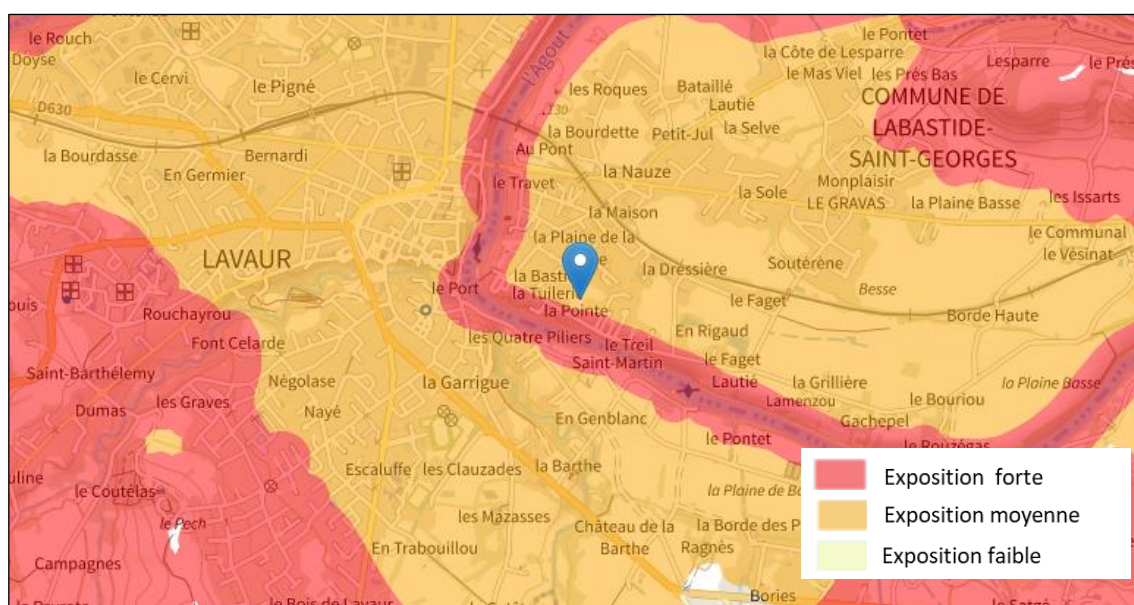 le Rouch
Doyse
le Cervi
le Pigné
D630
la Bourdasse
Bernardi
En Germier
l'Agout
130
les Roques
Bataillé
Lautié
la Bourdette
Petit-Jul
la Selve
Au Pont
le Travet
la Nauze
la Maison
la Plaine de la
la Sole
le Pontet
la Côte de Lesparre
le Mas Viel
les Prés Bas
Lesparre
le Prés
COMMUNE DE
LABASTIDE-
SAINT-GEORGES
Monplaisir
LE GRAVAS
la Plaine Basse
les Issarts
le Communal
le Vésinat
LAVAUR
le Port
la Tuilerie
la Pointe
la Dressière
Soutérène
Besse
le Faget
Borde Haute
Rouchayrou
Font Celarde
les Quatre Piliers
le Treil
Saint-Martin
En Rigaud
le Faget
Saint-Barthélemy
Négolase
la Garrigue
Lautié
Lamenzou
la Grillière
le Bouriou
la Plaine Basse
Dumas
les Graves
Nayé
En Genblanc
Gachepel
le Pontet
le Rouzégas
le Coutélas
Escaluffe
les Clauzades
la Barthe
le Pech
les Mazasses
Château de la
Barthe
la Borde des P
Ragnès
Campagnes
En Trabouillou
Bories
le Bois de Lavaur
Exposition forte
Exposition moyenne
Exposition faible